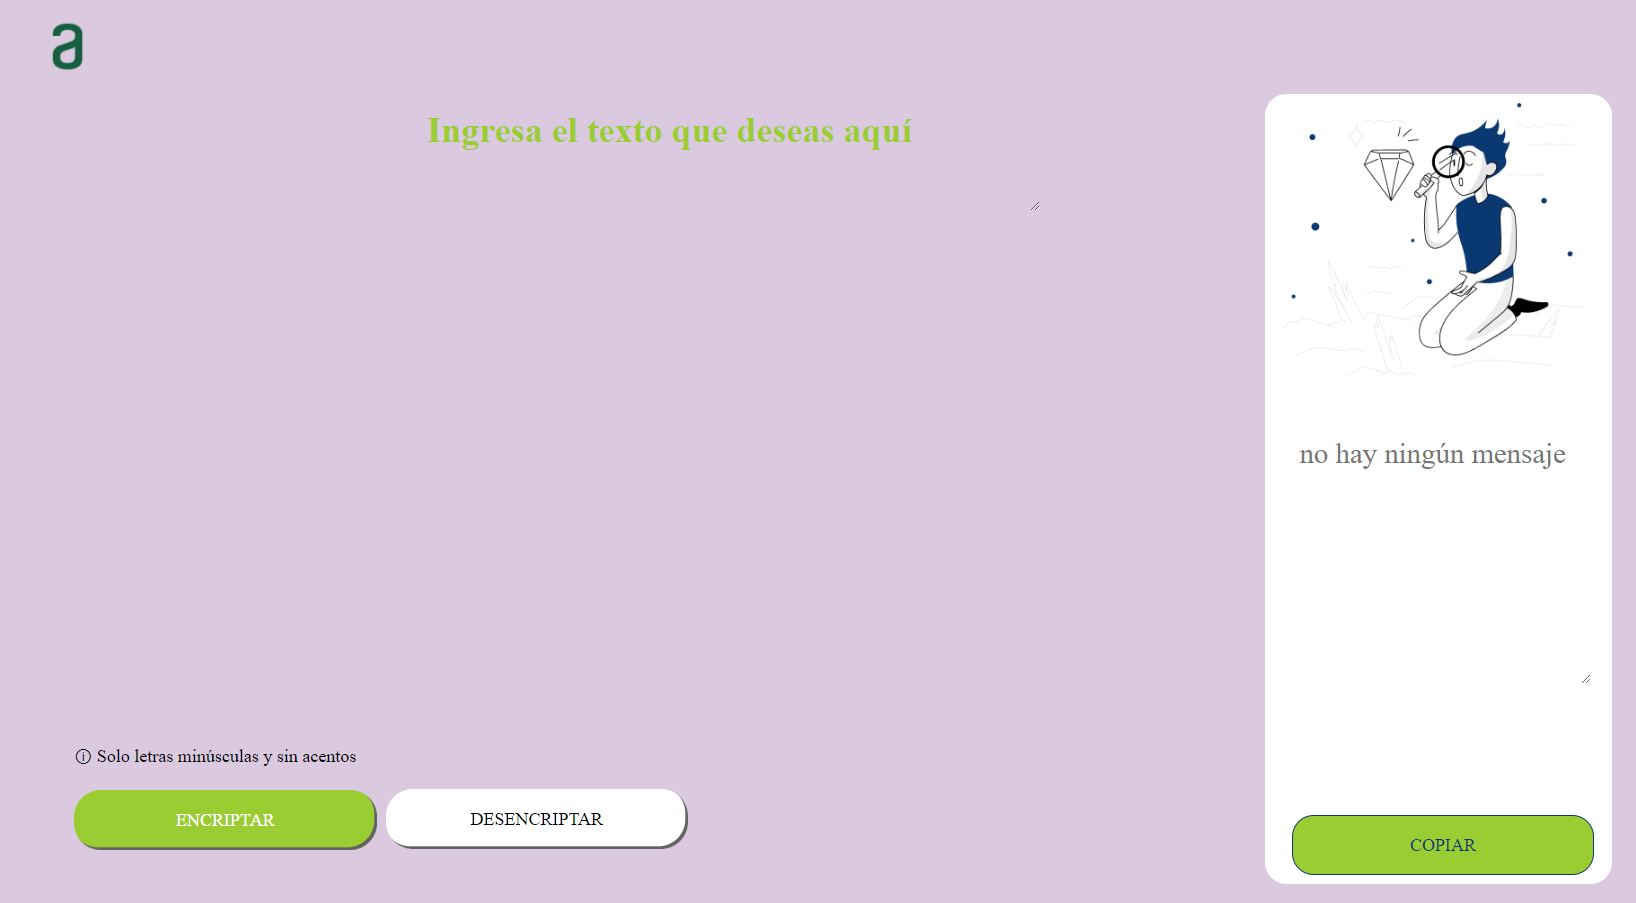 a
Ingresa el texto que deseas aquí
no hay ningún mensaje
Solo letras minúsculas y sin acentos
ENCRIPTAR
DESENCRIPTAR
COPIAR